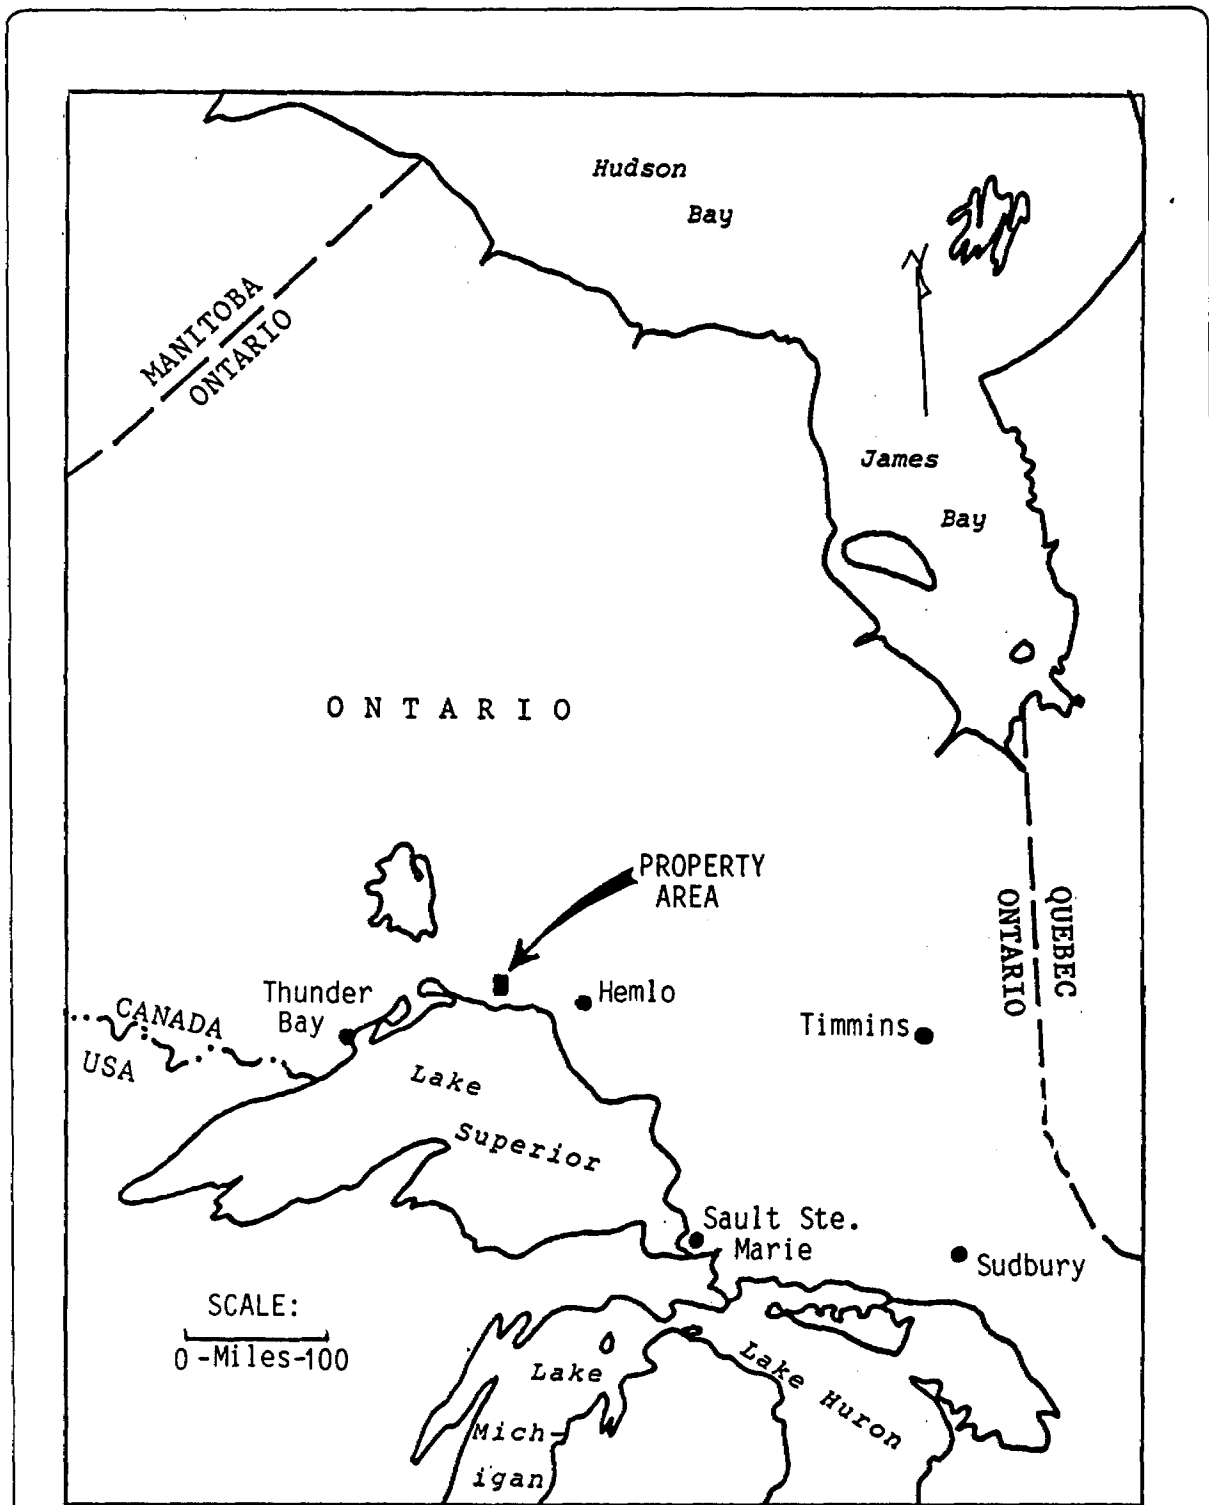 Hudson
Bay
MANITOBA
ONTARIO
James
Bay
ONTARIO
PROPERTY
AREA
QUEBEC
ONTARIO
Thunder
Bay
Hemlo
CANADA
USA
Timmins
Lake
Superior
Sault Ste.
Marie
Sudbury
SCALE:
0-Miles-100
Lake
Mich-
igan
Lake Huron